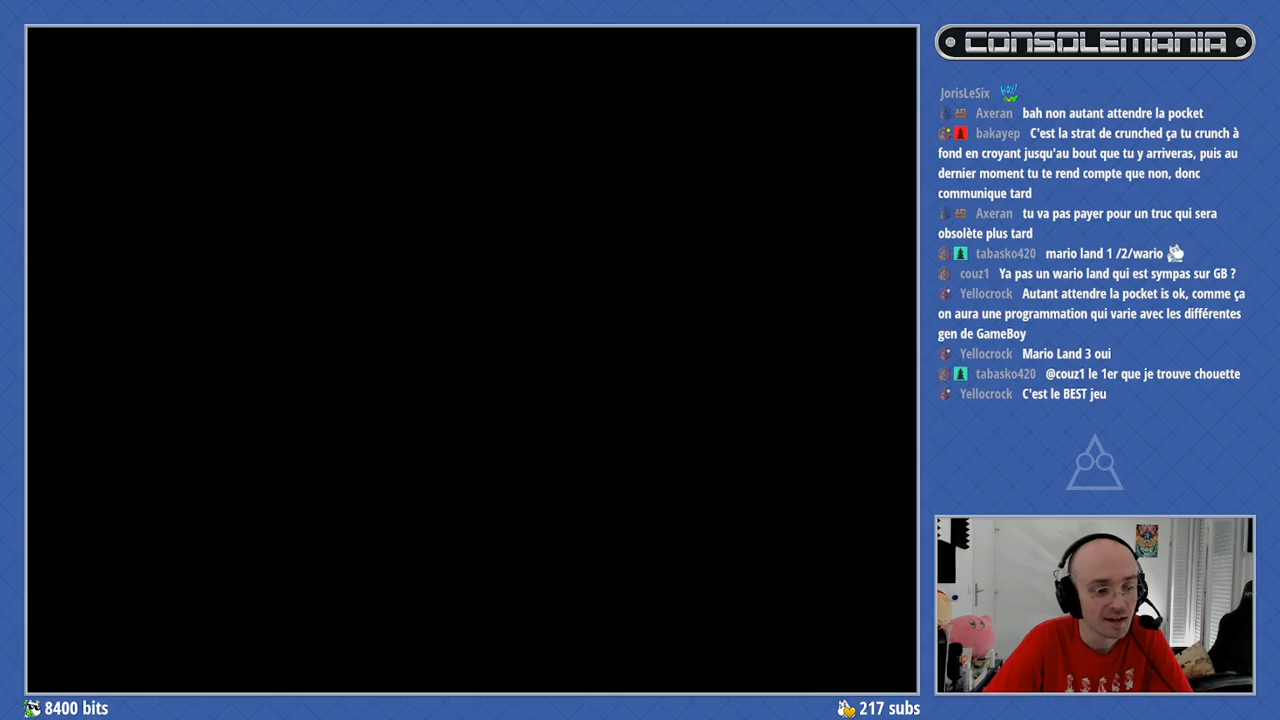 CONSOLEMANIA
JorisLeSix
Axeran bah non autant attendre la pocket
bakayep C'est la strat de crunched ça tu crunch à
fond en croyant jusqu'au bout que tu y arriveras, puis au
dernier moment tu te rend compte que non, donc
communique tard
Axeran tu va pas payer pour un truc qui sera
obsolète plus tard
tabasko420 mario land 1 /2/wario
couz1 Ya pas un wario land qui est sympas sur GB ?
Yellocrock Autant attendre la pocket is ok, comme ça
on aura une programmation qui varie avec les différentes
gen de GameBoy
Yellocrock Mario Land 3 oui
tabasko420 @couz1 le 1er que je trouve chouette
Yellocrock C'est le BEST jeu
8400 bits
217 subs